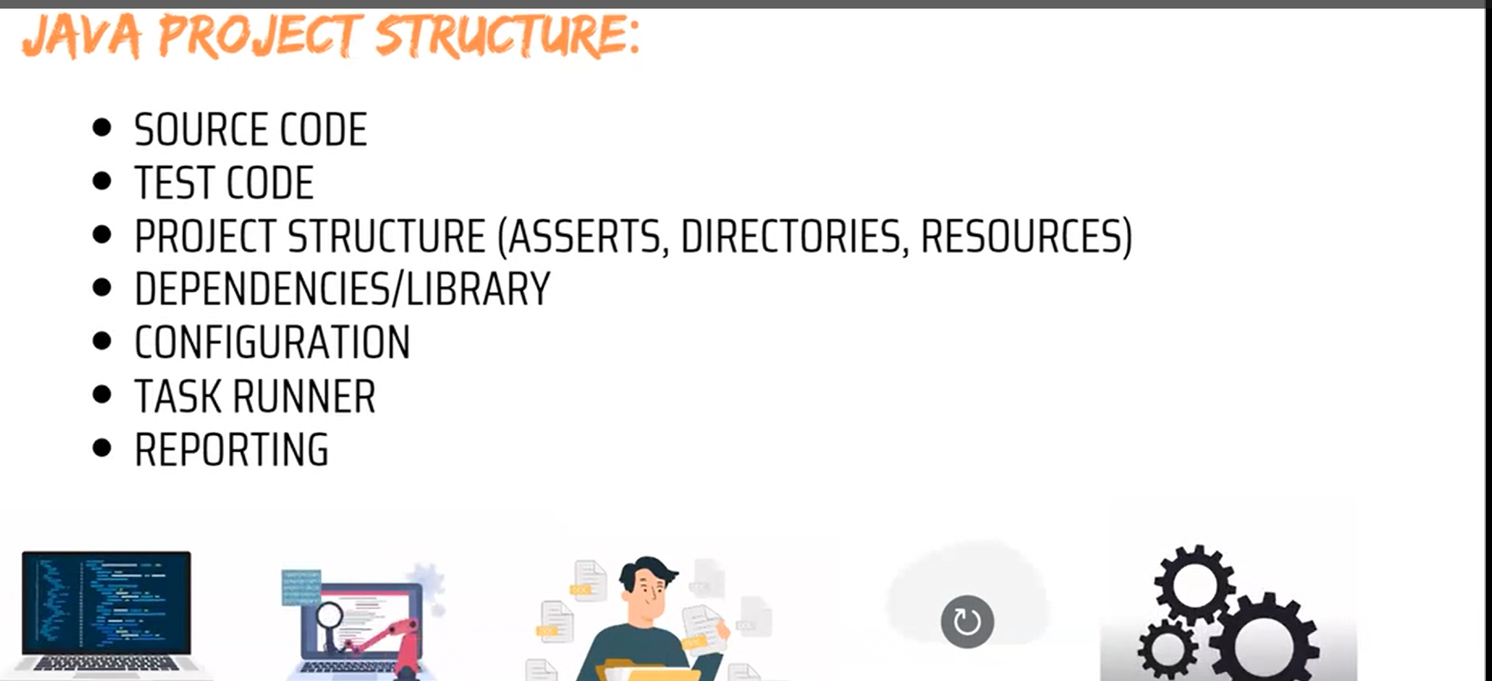 JAVA PROJECT STRUCTURE:
SOURCE CODE
TEST CODE
PROJECT STRUCTURE (ASSERTS, DIRECTORIES, RESOURCES)
DEPENDENCIES/LIBRARY
CONFIGURATION
TASK RUNNER
REPORTING